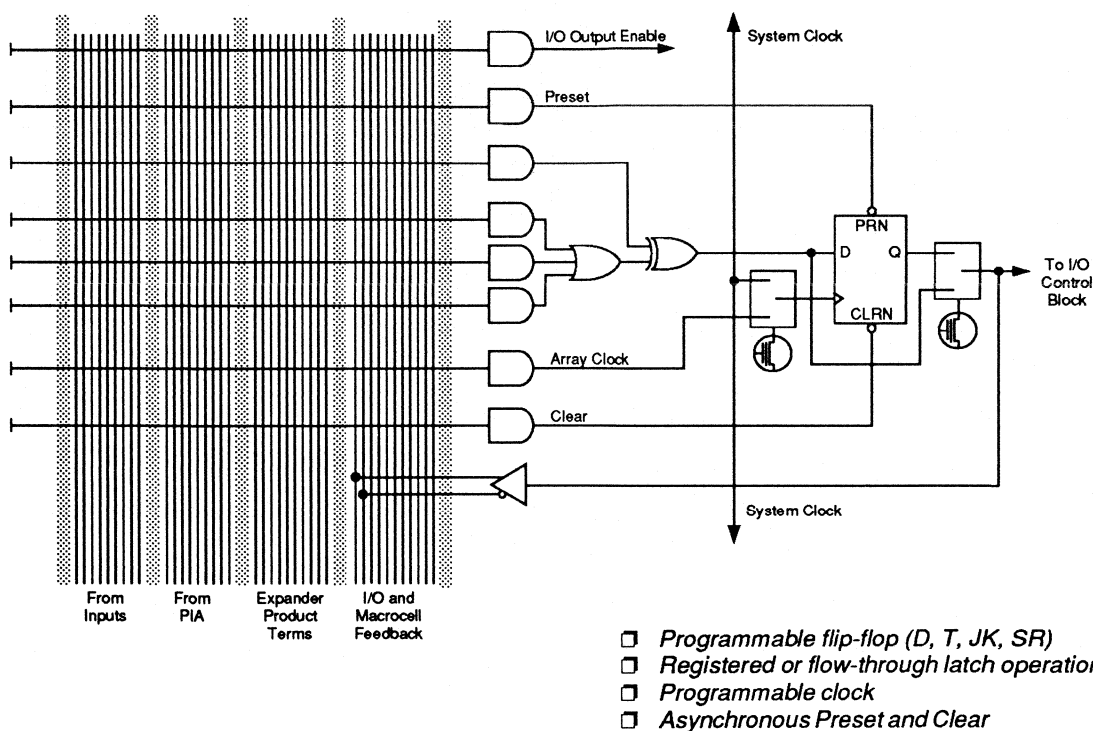 I/O Output Enable
System Clock
Preset
PRN
D
Q
To I/O
Control
Block
CLRN
Array Clock
Clear
System Clock
From
Inputs
From
PIA
Expander
Product
Terms
I/O and
Macrocell
Feedback
❒ Programmable flip-flop (D, T, JK, SR)
❒ Registered or flow-through latch operation
❒ Programmable clock
❒ Asynchronous Preset and Clear